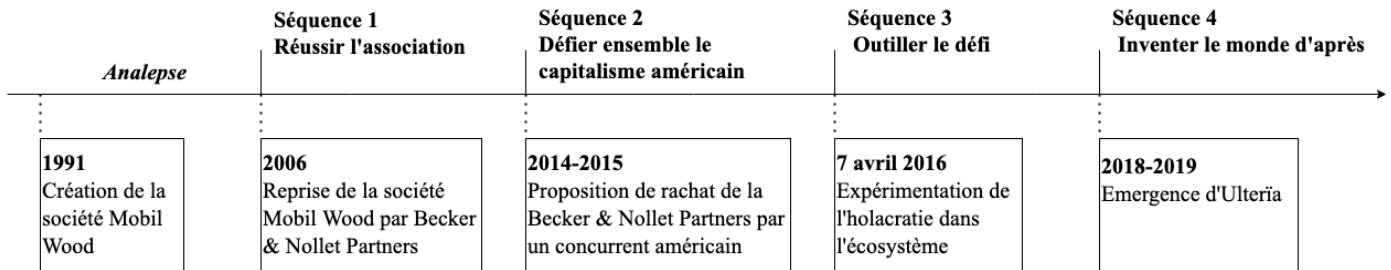 Analepse
Séquence 1
Réussir l'association
Séquence 2
Défier ensemble le
capitalisme américain
Séquence 3
Outiller le défi
Séquence 4
Inventer le monde d'après
1991
Création de la
société Mobil
Wood
2006
Reprise de la société
Mobil Wood par Becker
& Nollet Partners
2014-2015
Proposition de rachat de la
Becker & Nollet Partners par
un concurrent américain
7 avril 2016
Expérimentation de
l'holacratie dans
l'écosystème
2018-2019
Emergence d'Ulterïa